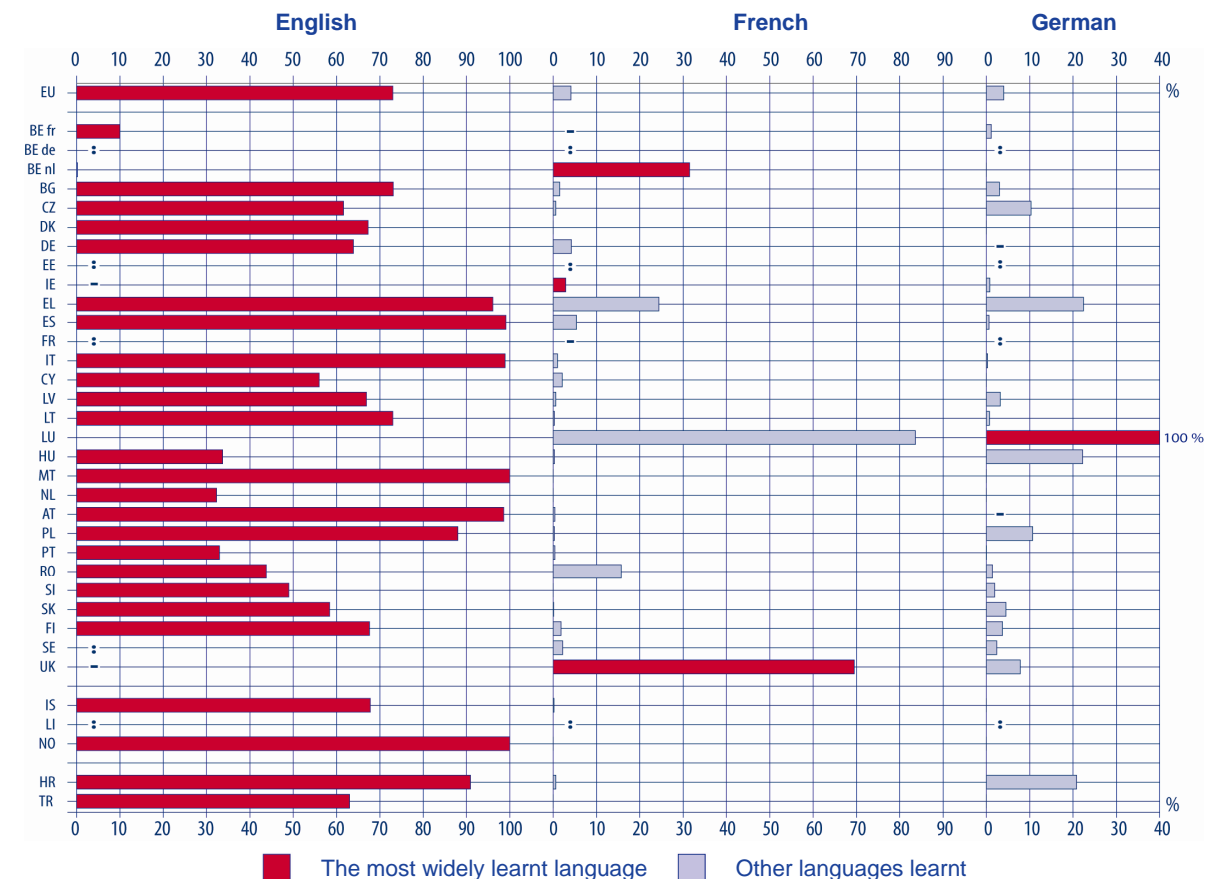 English French German
0 10 20 30 40 50 60 70 80 90 100 0 10 20 30 40 50 60 70 80 90 0 10 20 30 40
EU %
BE fr -
BE de : : :
BE nl
BG
CZ
DK
DE -
EE : : :
IE -
EL
ES
FR : - :
IT
CY
LV
LT
LU 100 %
HU
MT
NL
AT -
PL
PT
RO
SI
SK
FI
SE :
UK -
IS
LI : : :
NO
HR
TR %
0 10 20 30 40 50 60 70 80 90 100 0 10 20 30 40 50 60 70 80 90 0 10 20 30 40
The most widely learnt language Other languages learnt